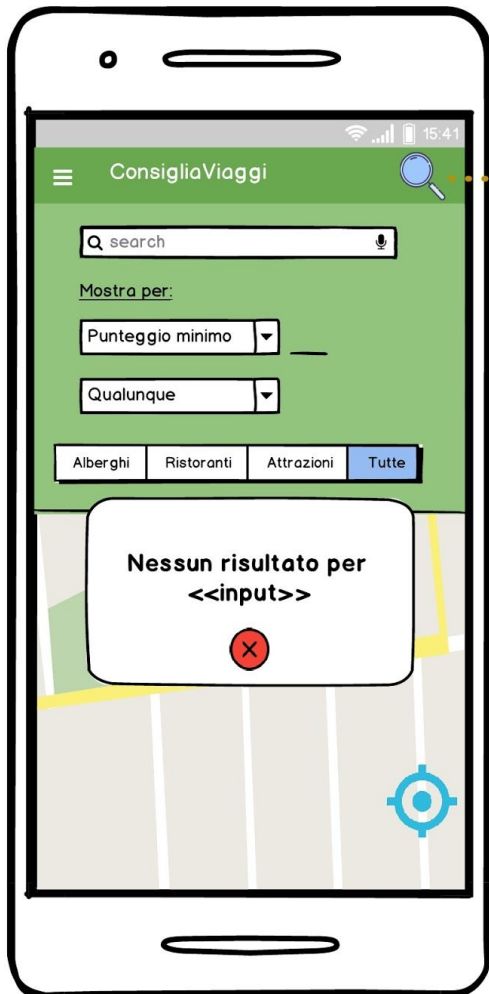 15:41
ConsigliaViaggi
search
Mostra per:
Punteggio minimo
Qualunque
Alberghi Ristoranti Attrazioni Tutte
Nessun risultato per
<<input>>